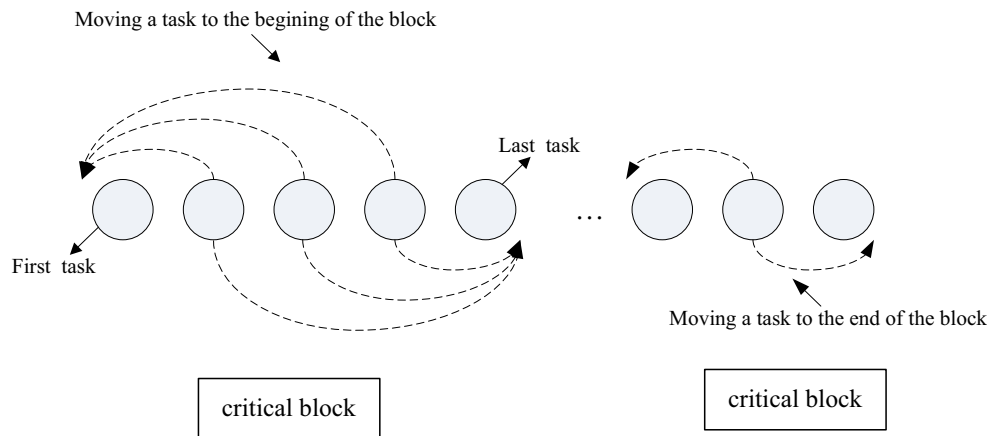 Moving a task to the begining of the block
Last task
...
First task
Moving a task to the end of the block
critical block
critical block